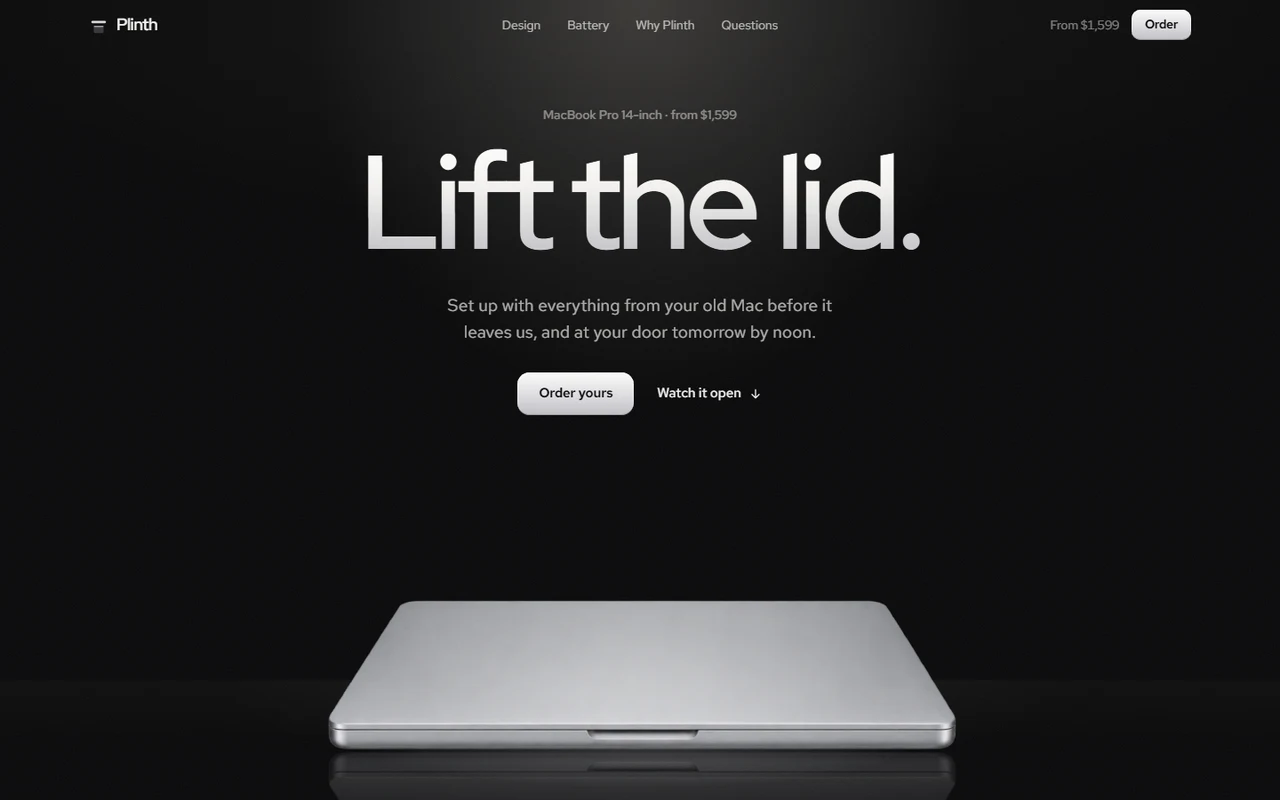 Plinth
Design
Battery
Why Plinth
Questions
From $1,599
Order
MacBook Pro 14-inch · from $1,599
Lift the lid.
Set up with everything from your old Mac before it
leaves us, and at your door tomorrow by noon.
Order yours
Watch it open ↓